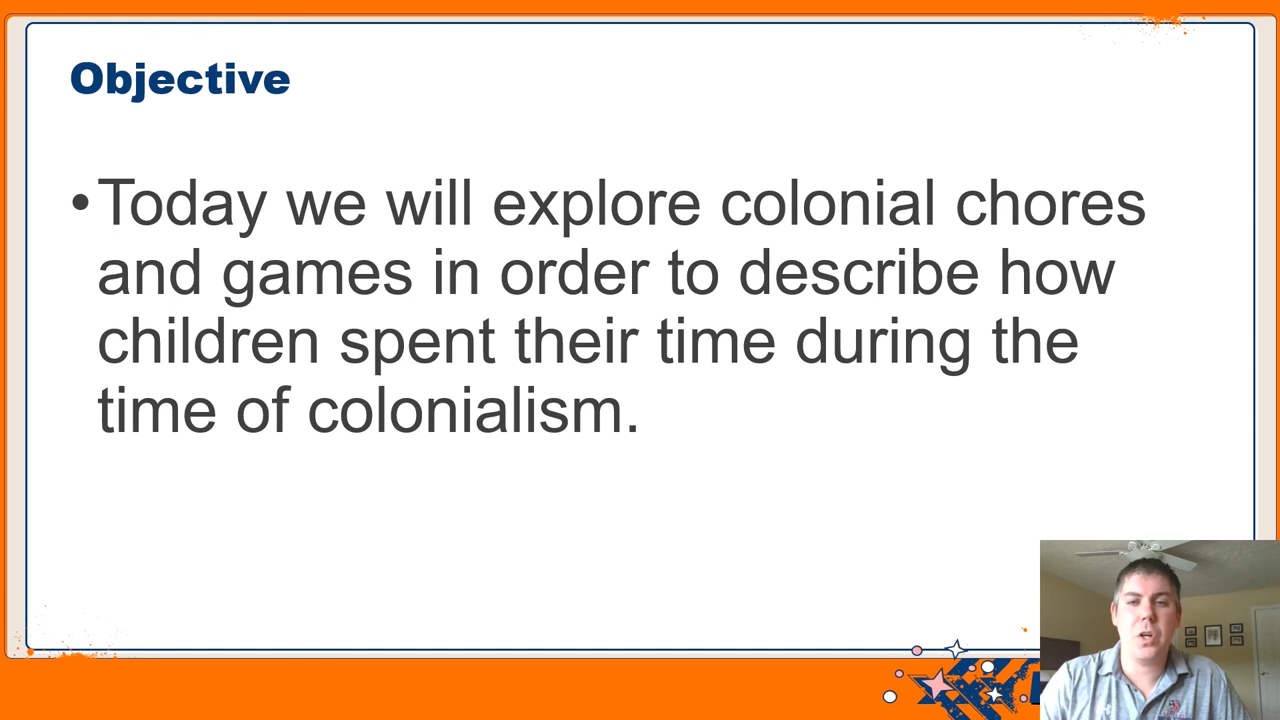 Objective
•Today we will explore colonial chores
and games in order to describe how
children spent their time during the
time of colonialism.